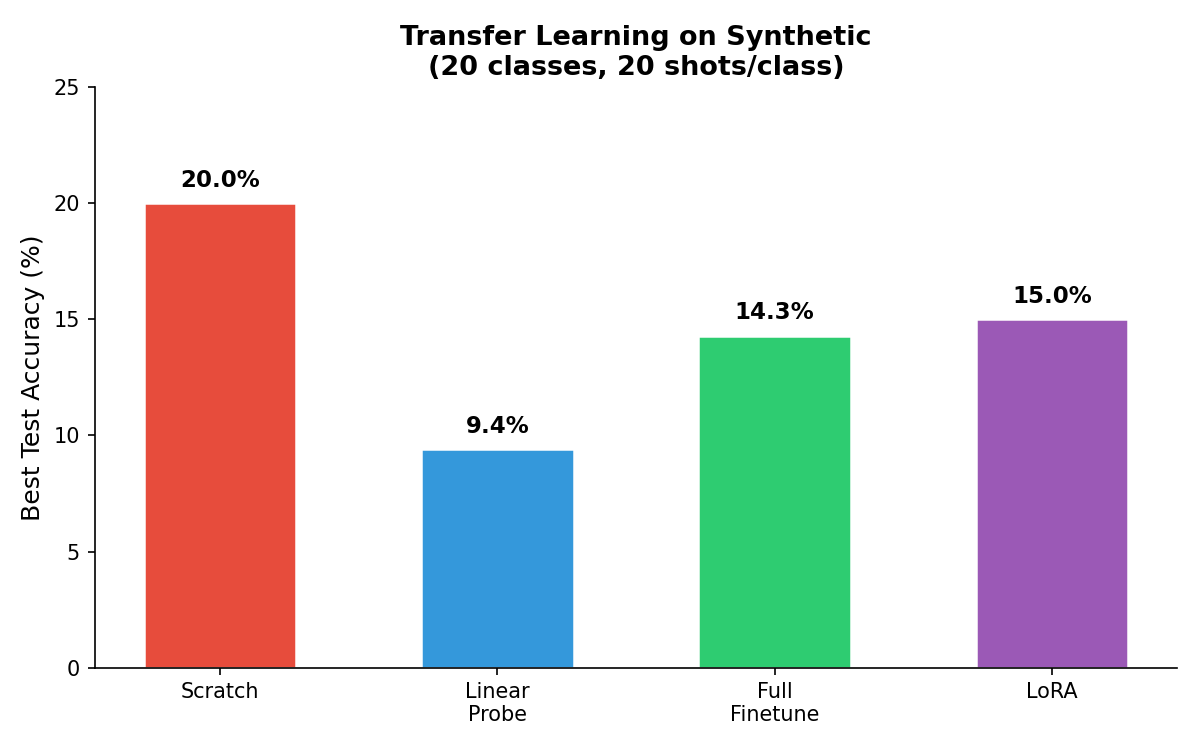 Transfer Learning on Synthetic
(20 classes, 20 shots/class)
Best Test Accuracy (%)
25
20
15
10
5
0
20.0%
9.4%
14.3%
15.0%
Scratch
Linear
Probe
Full
Finetune
LoRA